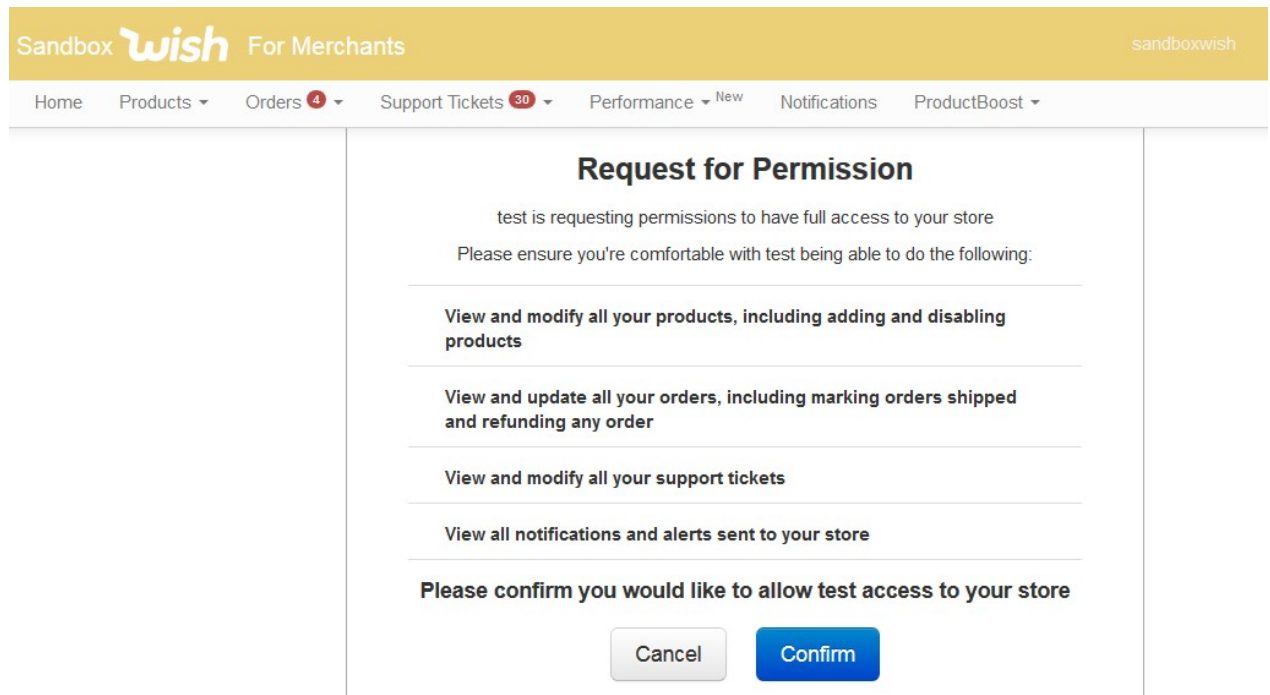 Sandbox wish For Merchants sandboxwish
Home Products Orders 4 Support Tickets 30 Performance New Notifications ProductBoost
Request for Permission
test is requesting permissions to have full access to your store
Please ensure you're comfortable with test being able to do the following:
View and modify all your products, including adding and disabling
products
View and update all your orders, including marking orders shipped
and refunding any order
View and modify all your support tickets
View all notifications and alerts sent to your store
Please confirm you would like to allow test access to your store
Cancel Confirm